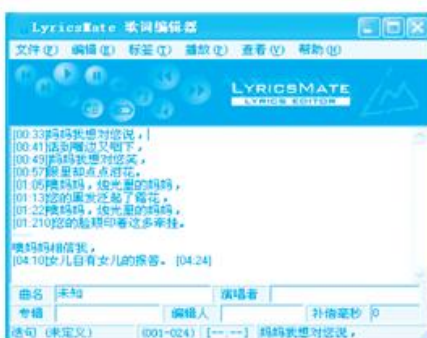 LyricsMate 歌词编辑器
文件(F) 编辑(E) 标签(T) 播放(P) 查看(V) 帮助(H)
LYRICSMATE
LYRICS EDITOR
[00:33]妈妈我想对您说，
[00:41]话到嘴边又咽下，
[00:49]妈妈我想对您笑，
[00:57]眼里却点点泪花，
[01:05]噢妈妈，烛光里的妈妈，
[01:13]您的黑发泛起了霜花，
[01:22]噢妈妈，烛光里的妈妈，
[01:210]您的脸颊印着这多牵挂。
噢妈妈相信我，
[04:10]女儿自有女儿的报答。 [04:24]
曲名 未知 演唱者
专辑 编辑人 补偿毫秒 0
语句 (未定义) (001-024) [--:--] 妈妈我想对您说，